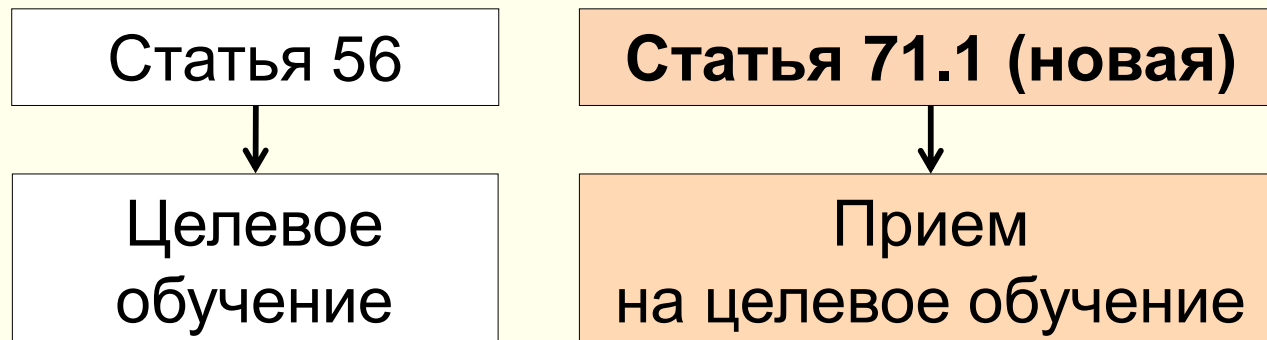 Статья 56
Статья 71.1 (новая)
Целевое
обучение
Прием
на целевое обучение